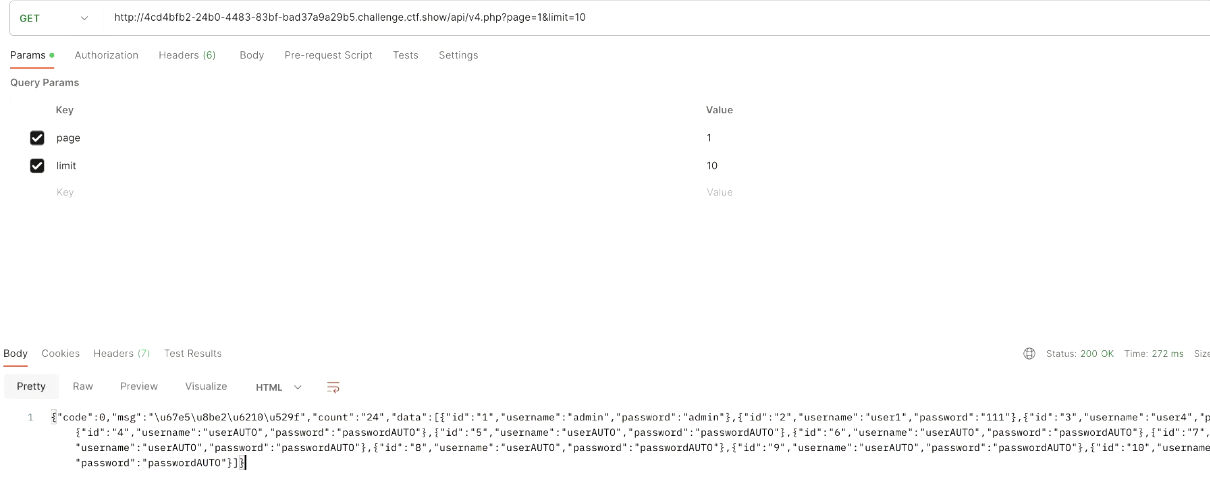 GET http://4cd4bfb2-24b0-4483-83bf-bad37a9a29b5.challenge.ctf.show/api/v4.php?page=1&limit=10
Params Authorization Headers (6) Body Pre-request Script Tests Settings
Query Params
Key Value
page 1
limit 10
Key Value
Body Cookies Headers (7) Test Results Status: 200 OK Time: 272 ms Size
Pretty Raw Preview Visualize HTML
1 {"code":0,"msg":"\u67e5\u8be2\u6210\u529f","count":"24","data":[{"id":"1","username":"admin","password":"admin"},{"id":"2","username":"user1","password":"111"},{"id":"3","username":"user4","p
{"id":"4","username":"userAUTO","password":"passwordAUTO"},{"id":"5","username":"userAUTO","password":"passwordAUTO"},{"id":"6","username":"userAUTO","password":"passwordAUTO"},{"id":"7",
"username":"userAUTO","password":"passwordAUTO"},{"id":"8","username":"userAUTO","password":"passwordAUTO"},{"id":"9","username":"userAUTO","password":"passwordAUTO"},{"id":"10","username
"password":"passwordAUTO"}]}